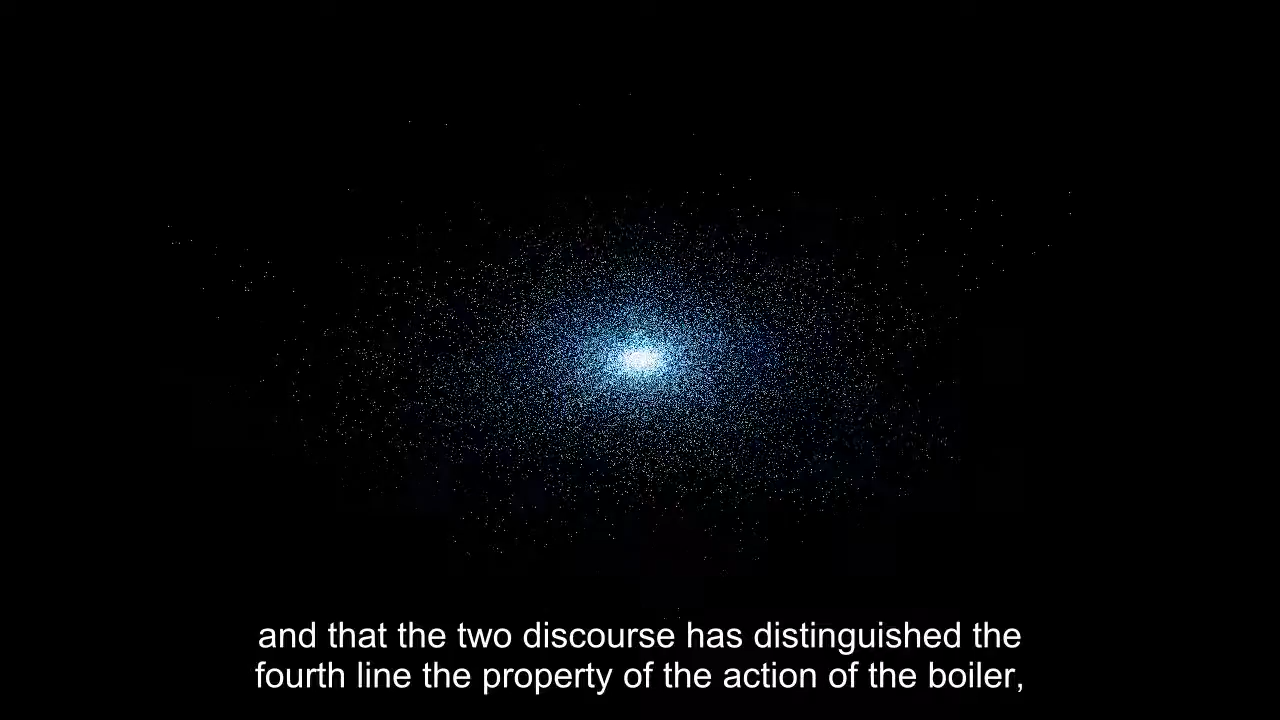 and that the two discourse has distinguished the
fourth line the property of the action of the boiler,